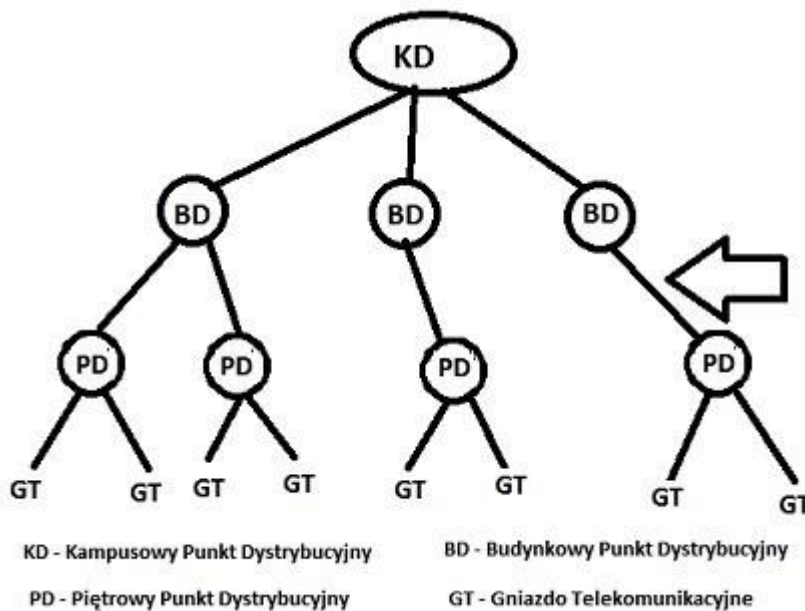 KD
BD BD BD
PD PD PD PD
GT GT GT GT GT GT GT GT
KD - Kampusowy Punkt Dystrybucyjny BD - Budynkowy Punkt Dystrybucyjny
PD - Piętrowy Punkt Dystrybucyjny GT - Gniazdo Telekomunikacyjne